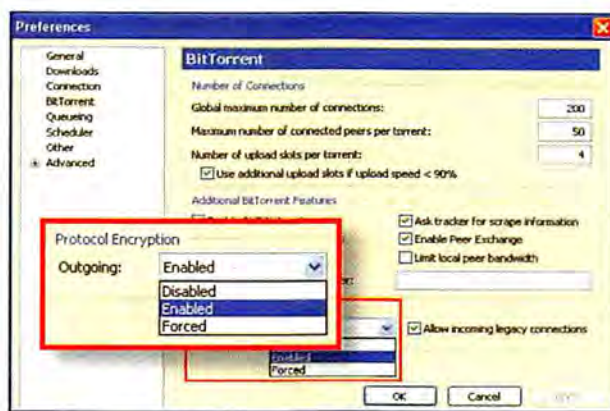 Preferences
General
Downloads
Connection
BitTorrent
Queueing
Scheduler
Other
Advanced
BitTorrent
Number of Connections
Global maximum number of connections: 200
Maximum number of connected peers per torrent: 50
Number of upload slots per torrent: 4
Use additional upload slots if upload speed < 90%
Additional BitTorrent Features
Ask tracker for scrape information
Enable Peer Exchange
Limit local peer bandwidth
Protocol Encryption
Outgoing: Enabled
Disabled
Enabled
Forced
Allow incoming legacy connections
Enabled
Forced
OK Cancel